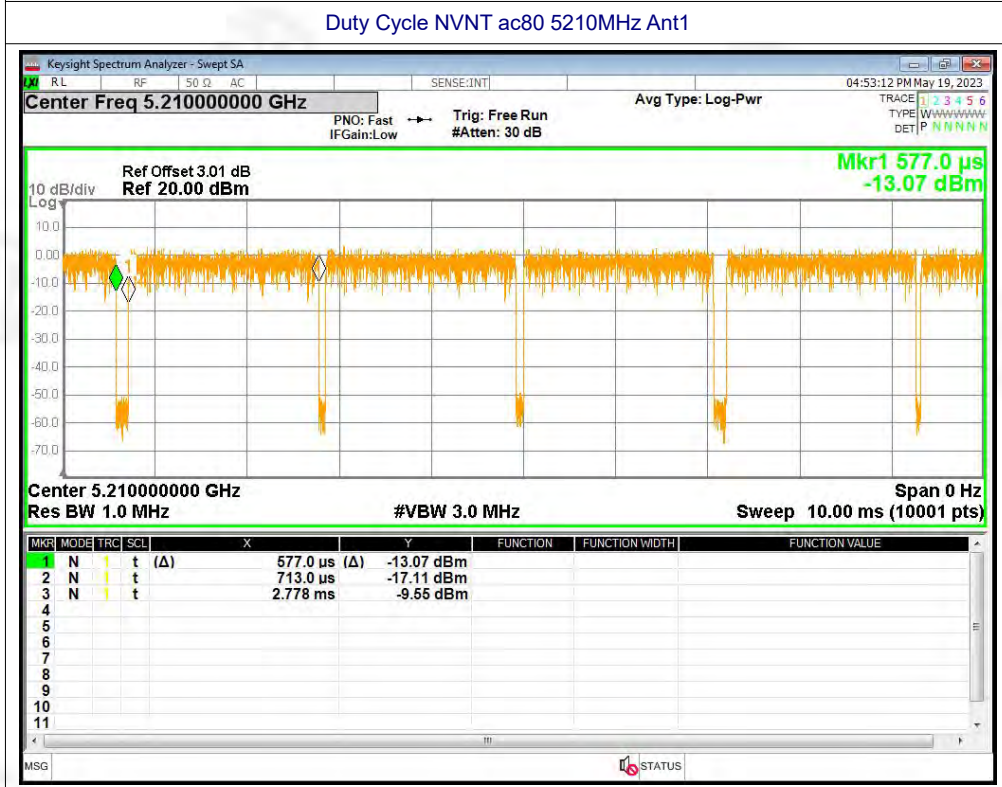 Duty Cycle NVNT ac80 5210MHz Ant1
Keysight Spectrum Analyzer - Swept SA
LXI RL RF 50 Ω AC SENSE:INT 04:53:12 PM May 19, 2023
Center Freq 5.210000000 GHz Avg Type: Log-Pwr TRACE 1 2 3 4 5 6
PNO: Fast Trig: Free Run TYPE WWWWWWW
IFGain:Low #Atten: 30 dB DET P N N N N N
Mkr1 577.0 µs
Ref Offset 3.01 dB
10 dB/div Ref 20.00 dBm -13.07 dBm
Log
10.0
0.00
1
-10.0
-20.0
-30.0
-40.0
-50.0
-60.0
-70.0
Center 5.210000000 GHz Span 0 Hz
Res BW 1.0 MHz #VBW 3.0 MHz Sweep 10.00 ms (10001 pts)
MKR MODE TRC SCL X Y FUNCTION FUNCTION WIDTH FUNCTION VALUE
1 N 1 t (Δ) 577.0 µs (Δ) -13.07 dBm
2 N 1 t 713.0 µs -17.11 dBm
3 N 1 t 2.778 ms -9.55 dBm
4
5
6
7
8
9
10
11
MSG STATUS